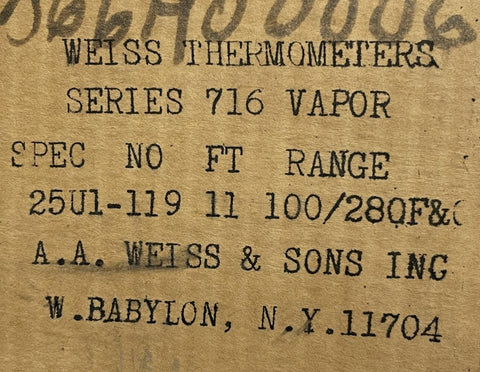 WEISS THERMOMETERS
SERIES 716 VAPOR
SPEC NO FT RANGE
25U1-119 11 100/280F&C
A.A. WEISS & SONS INC
W.BABYLON, N.Y.11704